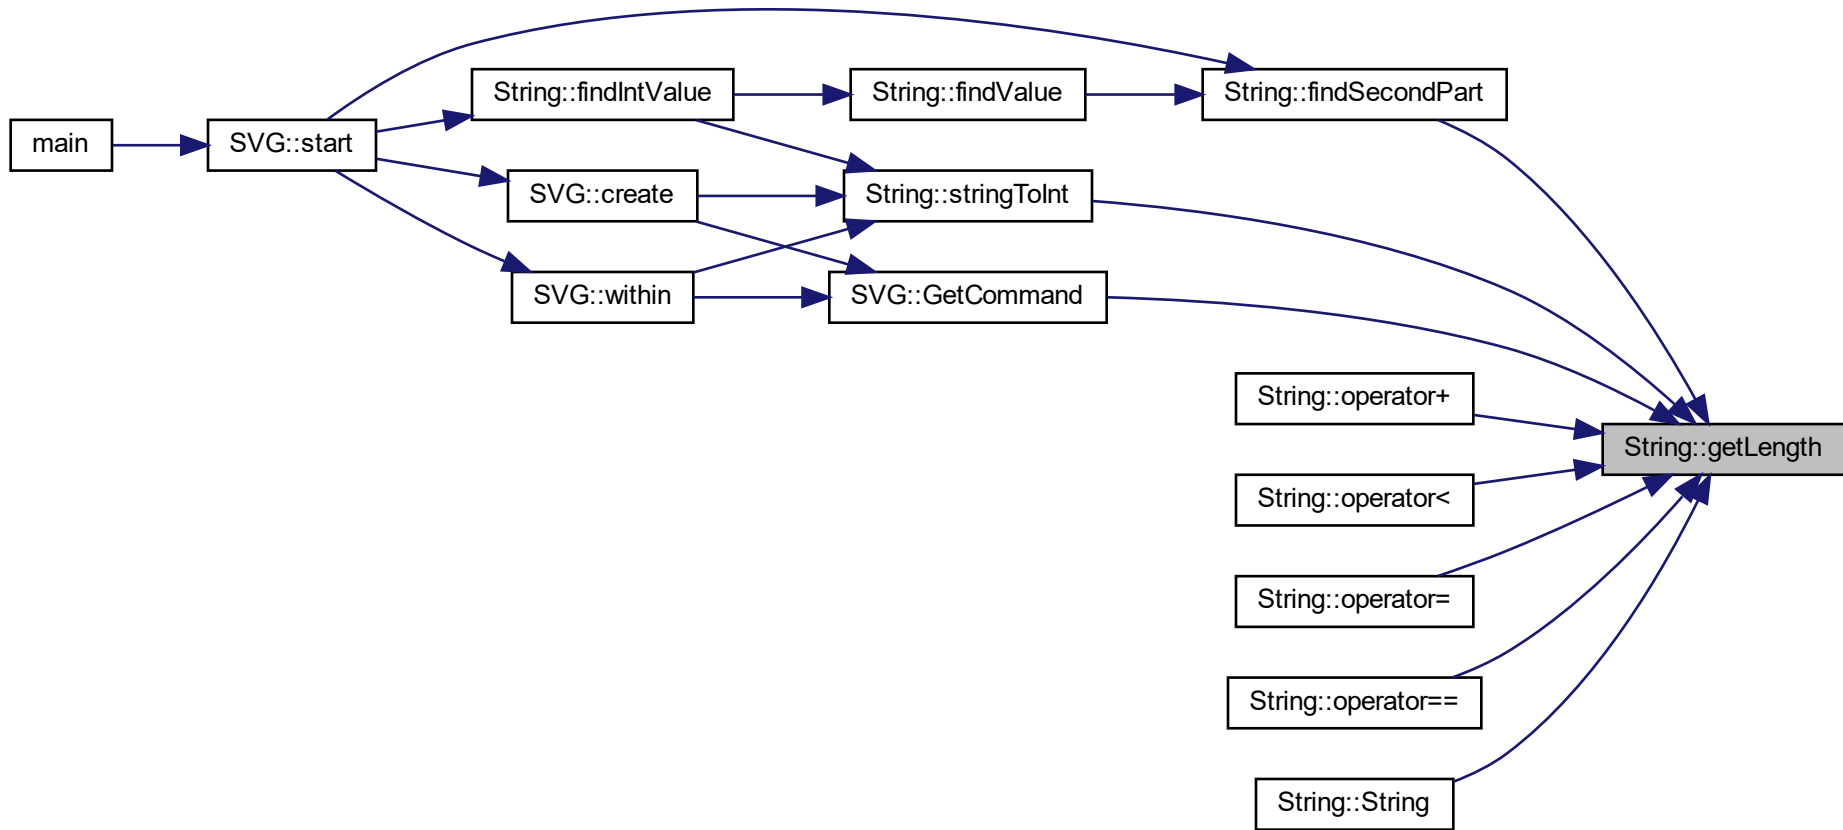 String::findIntValue
String::findValue
String::findSecondPart
main
SVG::start
SVG::create
String::stringToInt
SVG::within
SVG::GetCommand
String::operator+
String::getLength
String::operator<
String::operator=
String::operator==
String::String